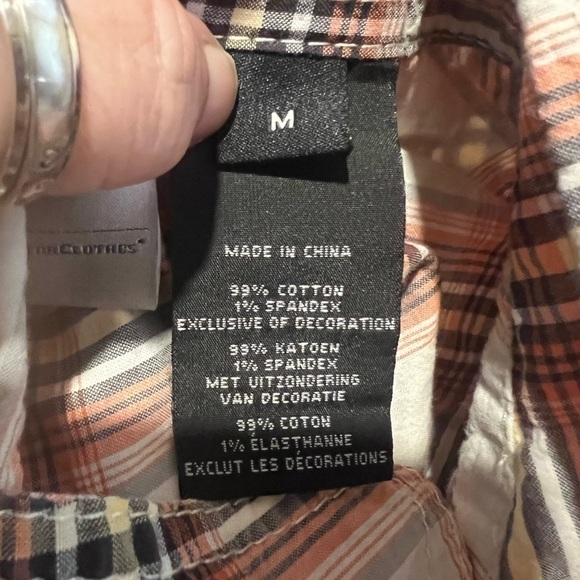 M
MADE IN CHINA
99% COTTON
1% SPANDEX
EXCLUSIVE OF DECORATION
99% KATOEN
1% SPANDEX
MET UITZONDERING
VAN DECORATIE
99% COTON
1% ÉLASTHANNE
EXCLUT LES DÉCORATIONS